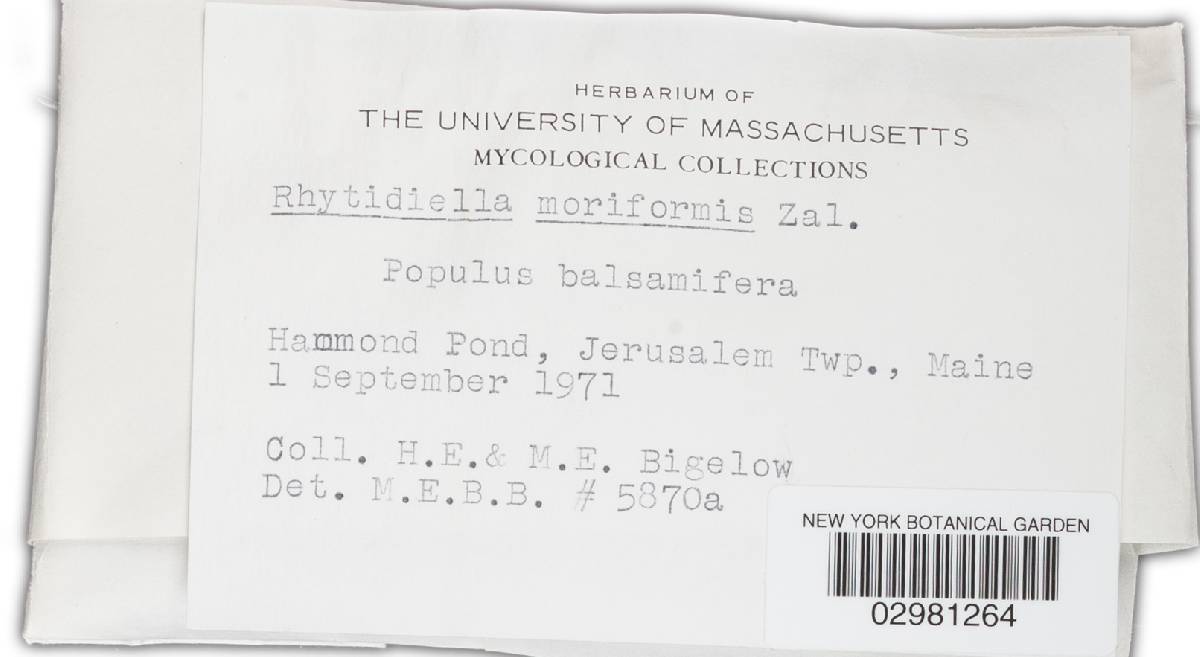 HERBARIUM OF
THE UNIVERSITY OF MASSACHUSETTS
MYCOLOGICAL COLLECTIONS
Rhytidiella moriformis Zal.
Populus balsamifera
Hammond Pond, Jerusalem Twp., Maine
1 September 1971
Coll. H.E.& M.E. Bigelow
Det. M.E.B.B. # 5870a
NEW YORK BOTANICAL GARDEN
02981264